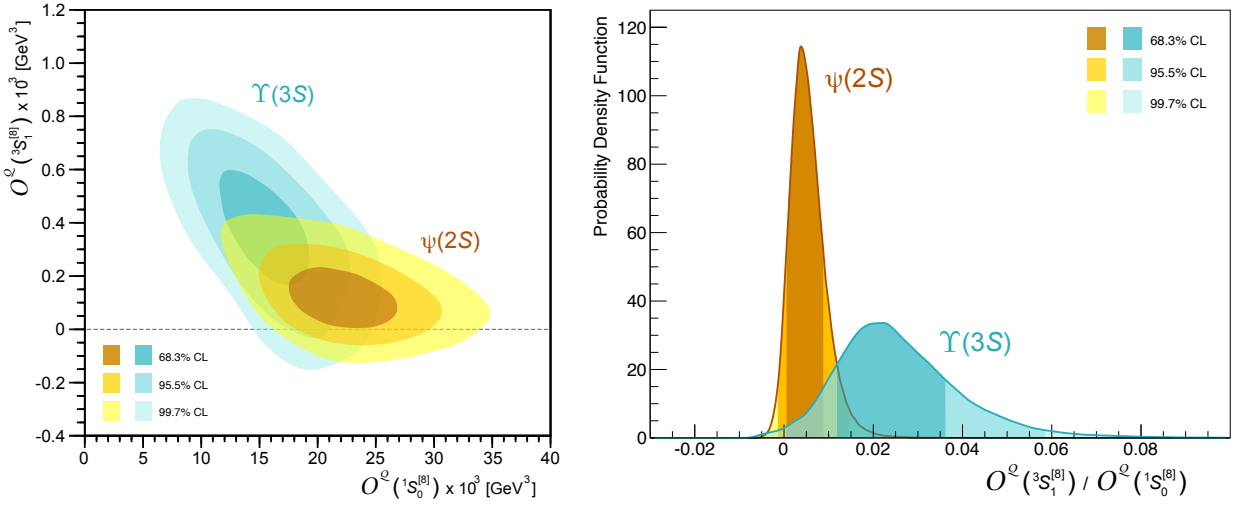 1.2
1.0
0.8
0.6
0.4
0.2
0
-0.2
-0.4
O^Q(³S₁^[8]) x 10³ [GeV³]
ϒ(3S)
ψ(2S)
68.3% CL
95.5% CL
99.7% CL
0 5 10 15 20 25 30 35 40
O^Q(¹S₀^[8]) x 10³ [GeV³]
Probability Density Function
120
100
80
60
40
20
0
ψ(2S)
ϒ(3S)
68.3% CL
95.5% CL
99.7% CL
-0.02 0 0.02 0.04 0.06 0.08
O^Q(³S₁^[8]) / O^Q(¹S₀^[8])